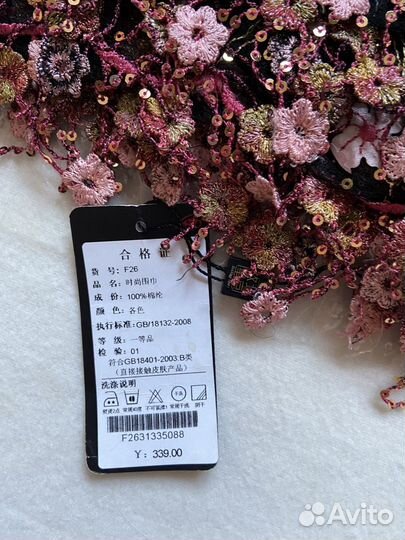 合 格 证
货 号: F26
品 名: 时尚围巾
成 份: 100%棉纶
颜 色: 各色
执行标准: GB/18132-2008
等 级: 一等品
检 验: 01
符合GB18401-2003.B类
(直接接触皮肤产品)
洗涤说明
F2631335088
Y: 339.00
Avito